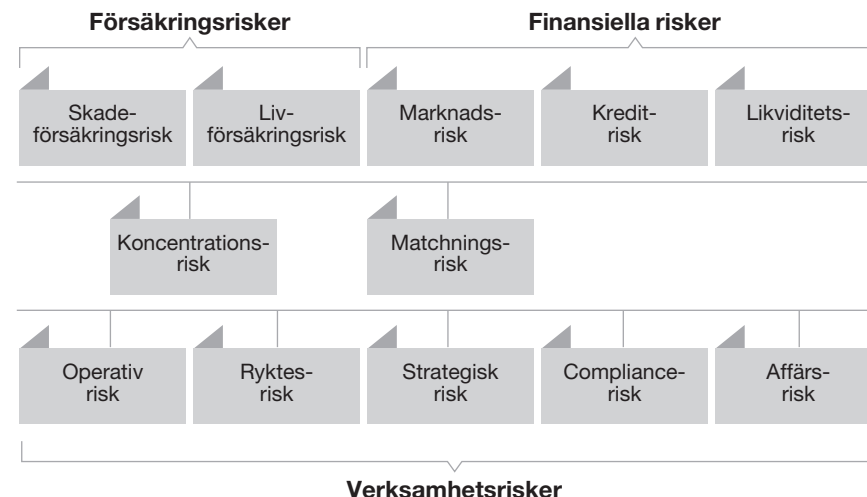 Försäkringsrisker
Finansiella risker
Skade-
försäkringsrisk
Liv-
försäkringsrisk
Marknads-
risk
Kredit-
risk
Likviditets-
risk
Koncentrations-
risk
Matchnings-
risk
Operativ
risk
Ryktes-
risk
Strategisk
risk
Compliance-
risk
Affärs-
risk
Verksamhetsrisker